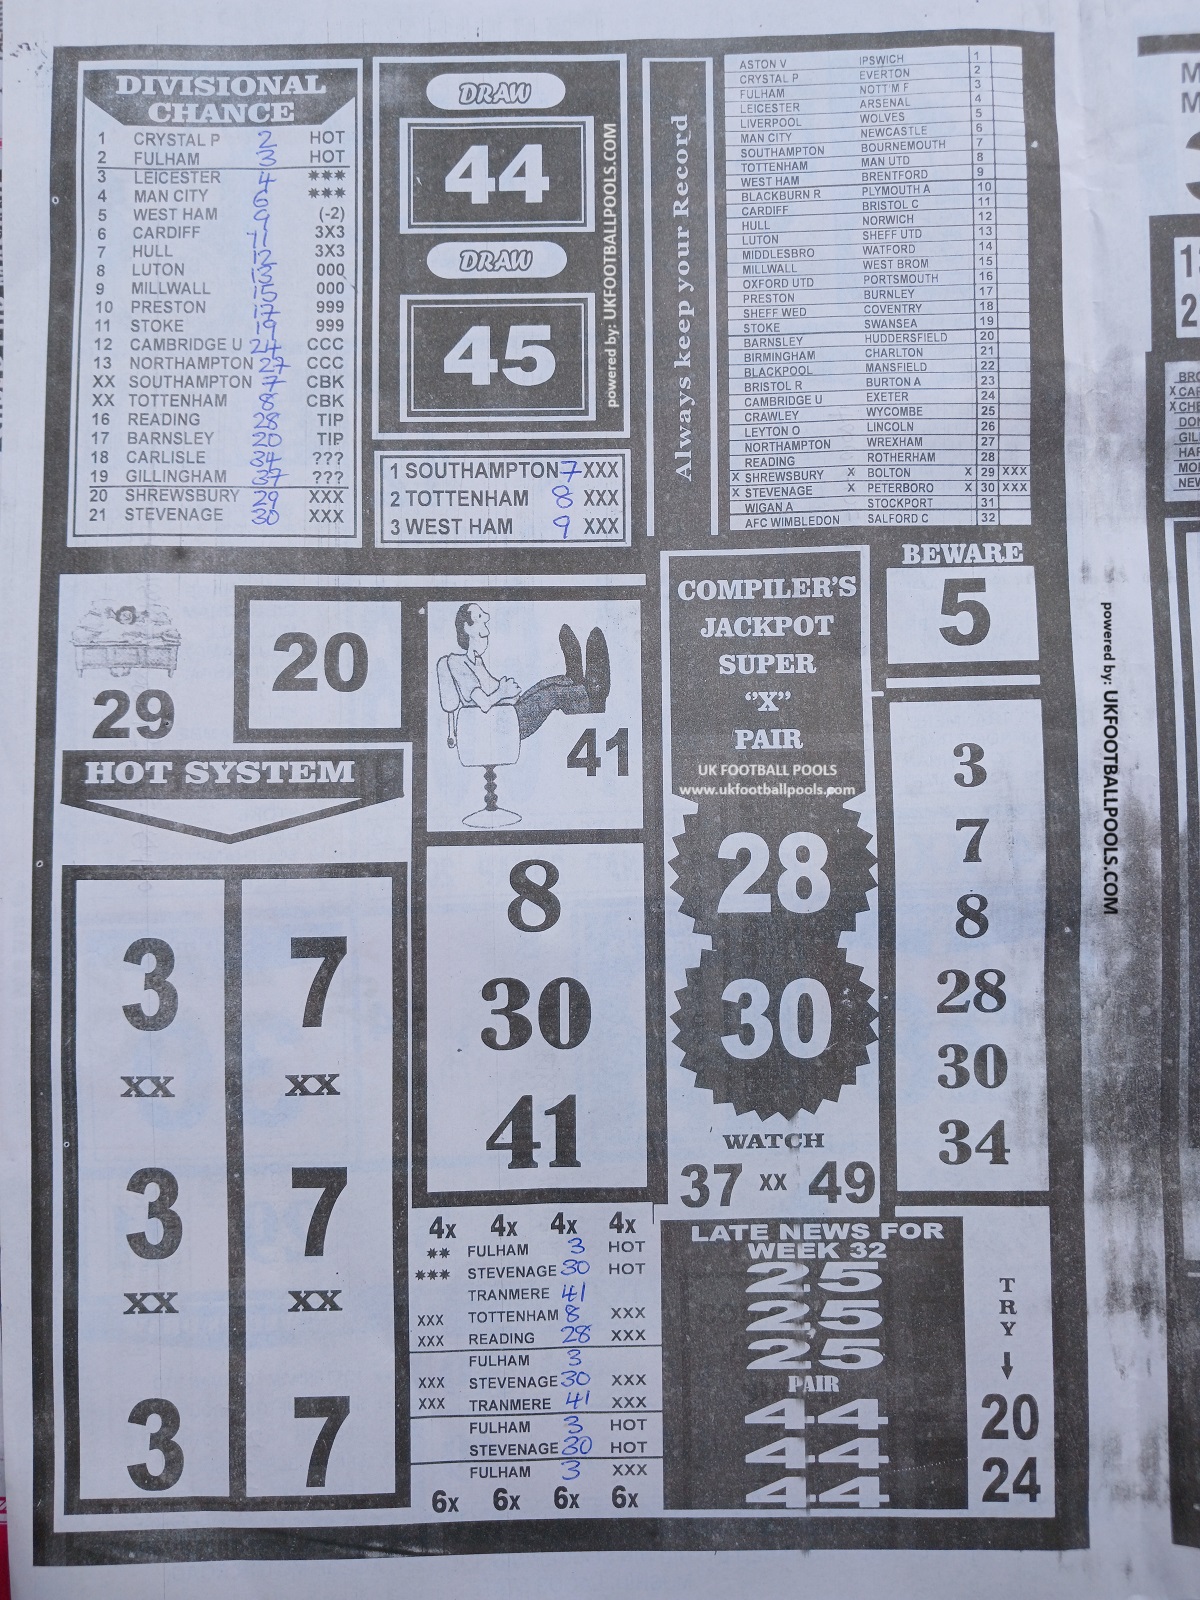 DIVISIONAL
CHANCE
1 CRYSTAL P 2 HOT
2 FULHAM 3 HOT
3 LEICESTER 4 ***
4 MAN CITY 6 ***
5 WEST HAM 9 (-2)
6 CARDIFF 11 3X3
7 HULL 12 3X3
8 LUTON 13 000
9 MILLWALL 15 000
10 PRESTON 17 999
11 STOKE 19 999
12 CAMBRIDGE U 24 CCC
13 NORTHAMPTON 27 CCC
XX SOUTHAMPTON 7 CBK
XX TOTTENHAM 8 CBK
16 READING 28 TIP
17 BARNSLEY 20 TIP
18 CARLISLE 34 ???
19 GILLINGHAM 37 ???
20 SHREWSBURY 29 XXX
21 STEVENAGE 30 XXX
DRAW
44
DRAW
45
powered by: UKFOOTBALLPOOLS.COM
1 SOUTHAMPTON 7 XXX
2 TOTTENHAM 8 XXX
3 WEST HAM 9 XXX
Always keep your Record
ASTON V IPSWICH 1
CRYSTAL P EVERTON 2
FULHAM NOTT'M F 3
LEICESTER ARSENAL 4
LIVERPOOL WOLVES 5
MAN CITY NEWCASTLE 6
SOUTHAMPTON BOURNEMOUTH 7
TOTTENHAM MAN UTD 8
WEST HAM BRENTFORD 9
BLACKBURN R PLYMOUTH A 10
CARDIFF BRISTOL C 11
HULL NORWICH 12
LUTON SHEFF UTD 13
MIDDLESBRO WATFORD 14
MILLWALL WEST BROM 15
OXFORD UTD PORTSMOUTH 16
PRESTON BURNLEY 17
SHEFF WED COVENTRY 18
STOKE SWANSEA 19
BARNSLEY HUDDERSFIELD 20
BIRMINGHAM CHARLTON 21
BLACKPOOL MANSFIELD 22
BRISTOL R BURTON A 23
CAMBRIDGE U EXETER 24
CRAWLEY WYCOMBE 25
LEYTON O LINCOLN 26
NORTHAMPTON WREXHAM 27
READING ROTHERHAM 28
X SHREWSBURY X BOLTON X 29 XXX
X STEVENAGE X PETERBORO X 30 XXX
WIGAN A STOCKPORT 31
AFC WIMBLEDON SALFORD C 32
29
20
HOT SYSTEM
3 7
XX XX
3 7
XX XX
3 7
41
8
30
41
4x 4x 4x 4x
** FULHAM 3 HOT
*** STEVENAGE 30 HOT
TRANMERE 41
XXX TOTTENHAM 8 XXX
XXX READING 28 XXX
FULHAM 3
XXX STEVENAGE 30 XXX
XXX TRANMERE 41 XXX
FULHAM 3 HOT
STEVENAGE 30 HOT
FULHAM 3 XXX
6x 6x 6x 6x
COMPILER'S
JACKPOT
SUPER
"X"
PAIR
UK FOOTBALL POOLS
www.ukfootballpools.com
28
30
WATCH
37 XX 49
BEWARE
5
3
7
8
28
30
34
LATE NEWS FOR
WEEK 32
25
25
25
PAIR
44
44
44
TRY
20
24
powered by: UKFOOTBALLPOOLS.COM